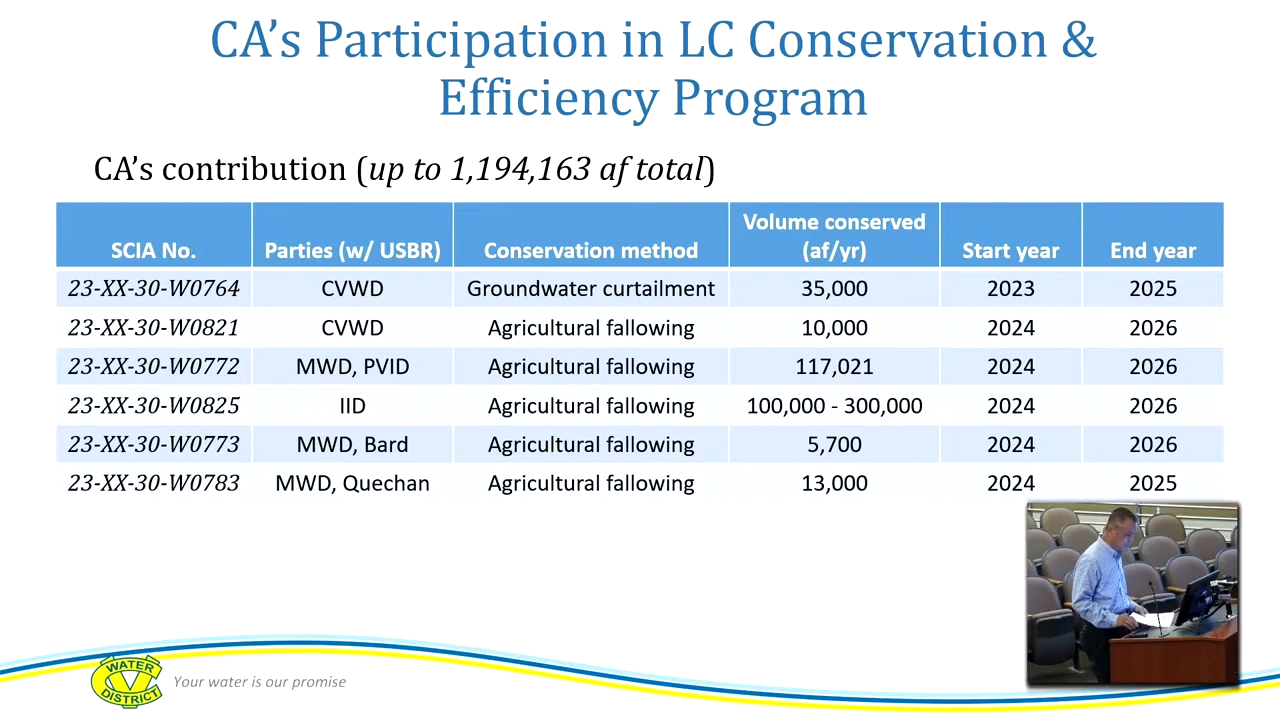 CA's Participation in LC Conservation &
Efficiency Program
CA's contribution (up to 1,194,163 af total)
SCIA No. Parties (w/ USBR) Conservation method Volume conserved (af/yr) Start year End year
23-XX-30-W0764 CVWD Groundwater curtailment 35,000 2023 2025
23-XX-30-W0821 CVWD Agricultural fallowing 10,000 2024 2026
23-XX-30-W0772 MWD, PVID Agricultural fallowing 117,021 2024 2026
23-XX-30-W0825 IID Agricultural fallowing 100,000 - 300,000 2024 2026
23-XX-30-W0773 MWD, Bard Agricultural fallowing 5,700 2024 2026
23-XX-30-W0783 MWD, Quechan Agricultural fallowing 13,000 2024 2025
WATER
DISTRICT
Your water is our promise